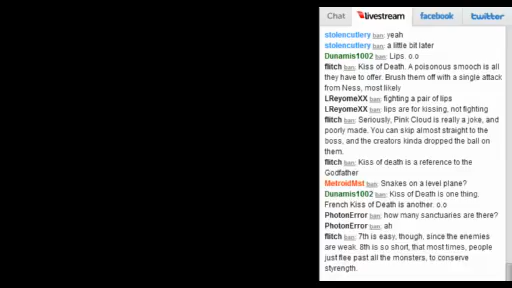 Chat livestream facebook twitter
stolencutlery ban: yeah
stolencutlery ban: a little bit later
Dunamis1002 ban: Lips. o.o
flitch ban: Kiss of Death. A poisonous smooch is all
they have to offer. Brush them off with a single attack
from Ness, most likely
LReyomeXX ban: fighting a pair of lips
LReyomeXX ban: lips are for kissing, not fighting
flitch ban: Seriously, Pink Cloud is really a joke, and
poorly made. You can skip almost straight to the
boss, and the creators kinda dropped the ball on
them.
flitch ban: Kiss of death is a reference to the
Godfather
MetroidMst ban: Snakes on a level plane?
Dunamis1002 ban: Kiss of Death is one thing.
French Kiss of Death is another. o.o
PhotonError ban: how many sanctuaries are there?
PhotonError ban: ah
flitch ban: 7th is easy, though, since the enemies
are weak. 8th is so short, that most times, people
just flee past all the monsters, to conserve
styrength.